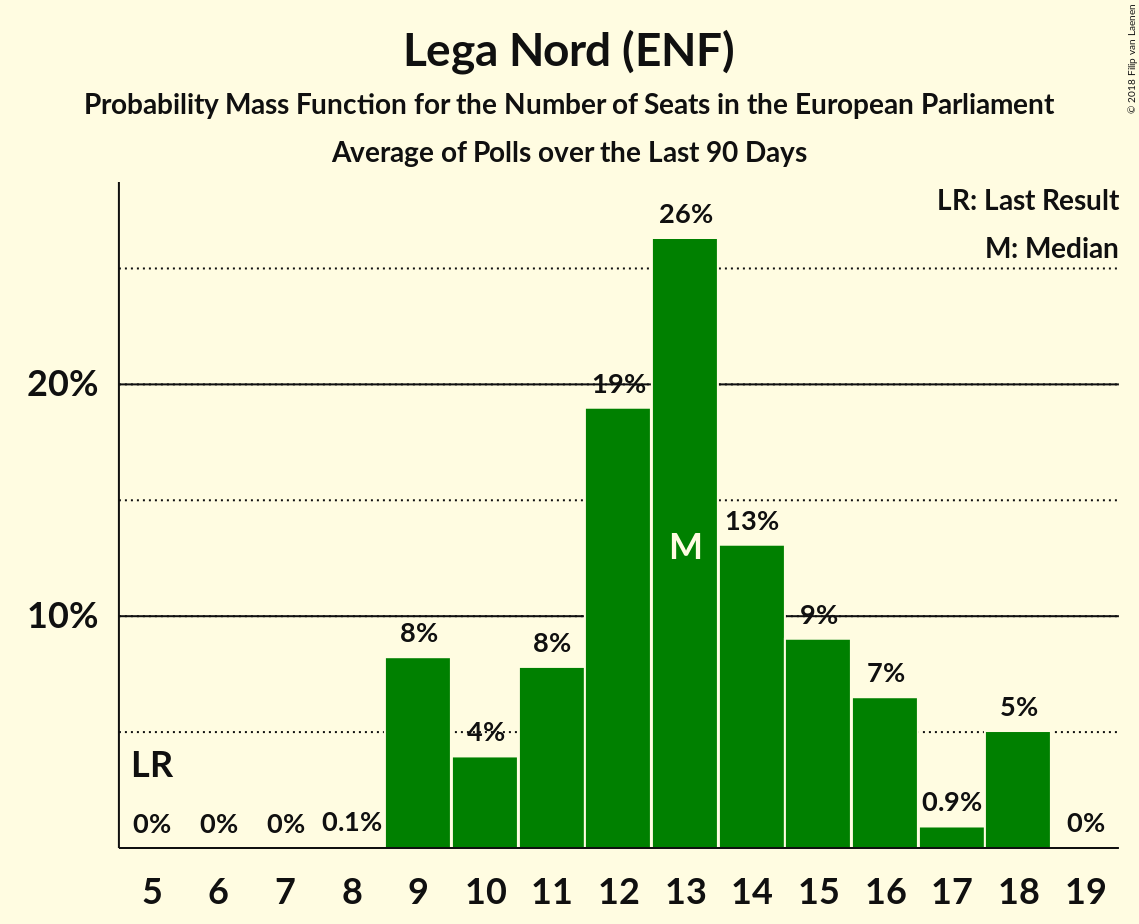 Lega Nord (ENF)
Probability Mass Function for the Number of Seats in the European Parliament
Average of Polls over the Last 90 Days
© 2018 Filip van Laenen
LR: Last Result
M: Median
26%
20%
19%
13%
M
10%
9%
8%
8%
7%
5%
4%
LR
0.9%
0% 0% 0% 0.1% 0%
5 6 7 8 9 10 11 12 13 14 15 16 17 18 19